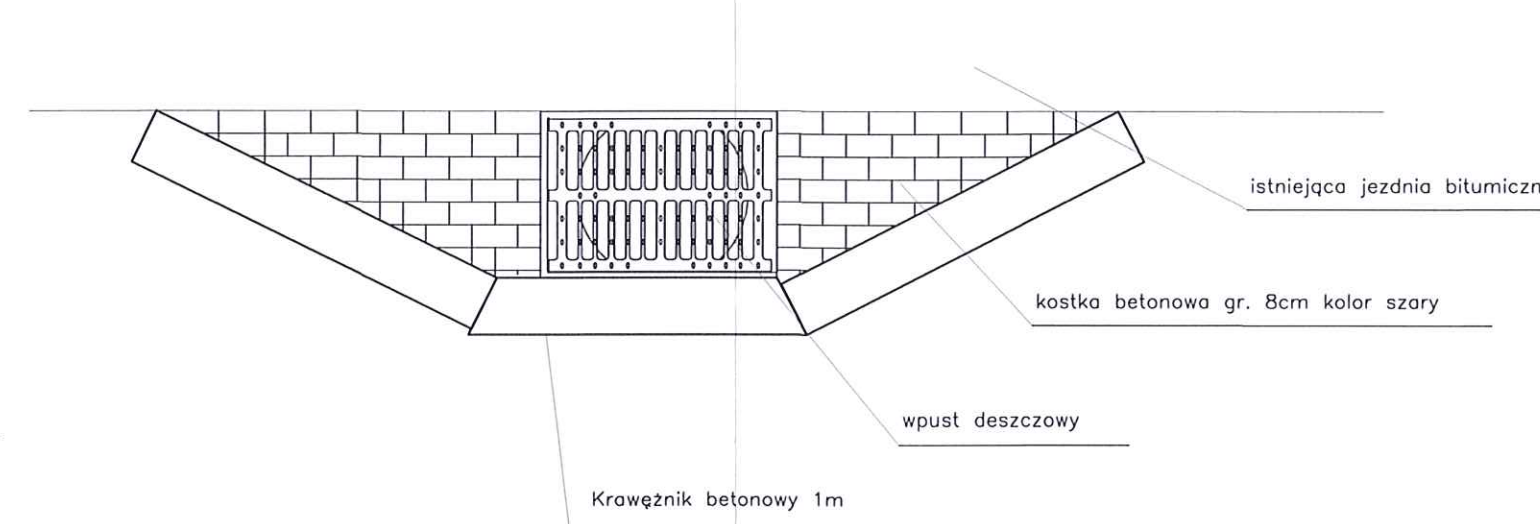 istniejąca jezdnia bitumiczn
kostka betonowa gr. 8cm kolor szary
wpust deszczowy
Krawężnik betonowy 1m